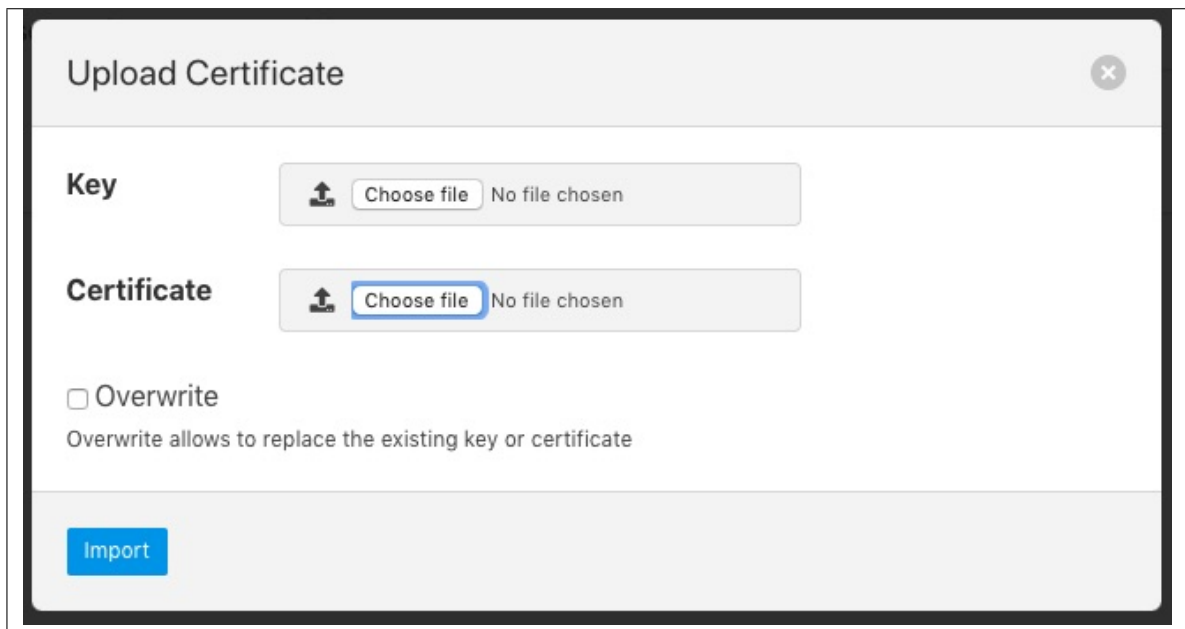 Upload Certificate
Key
Choose file No file chosen
Certificate
Choose file No file chosen
Overwrite
Overwrite allows to replace the existing key or certificate
Import